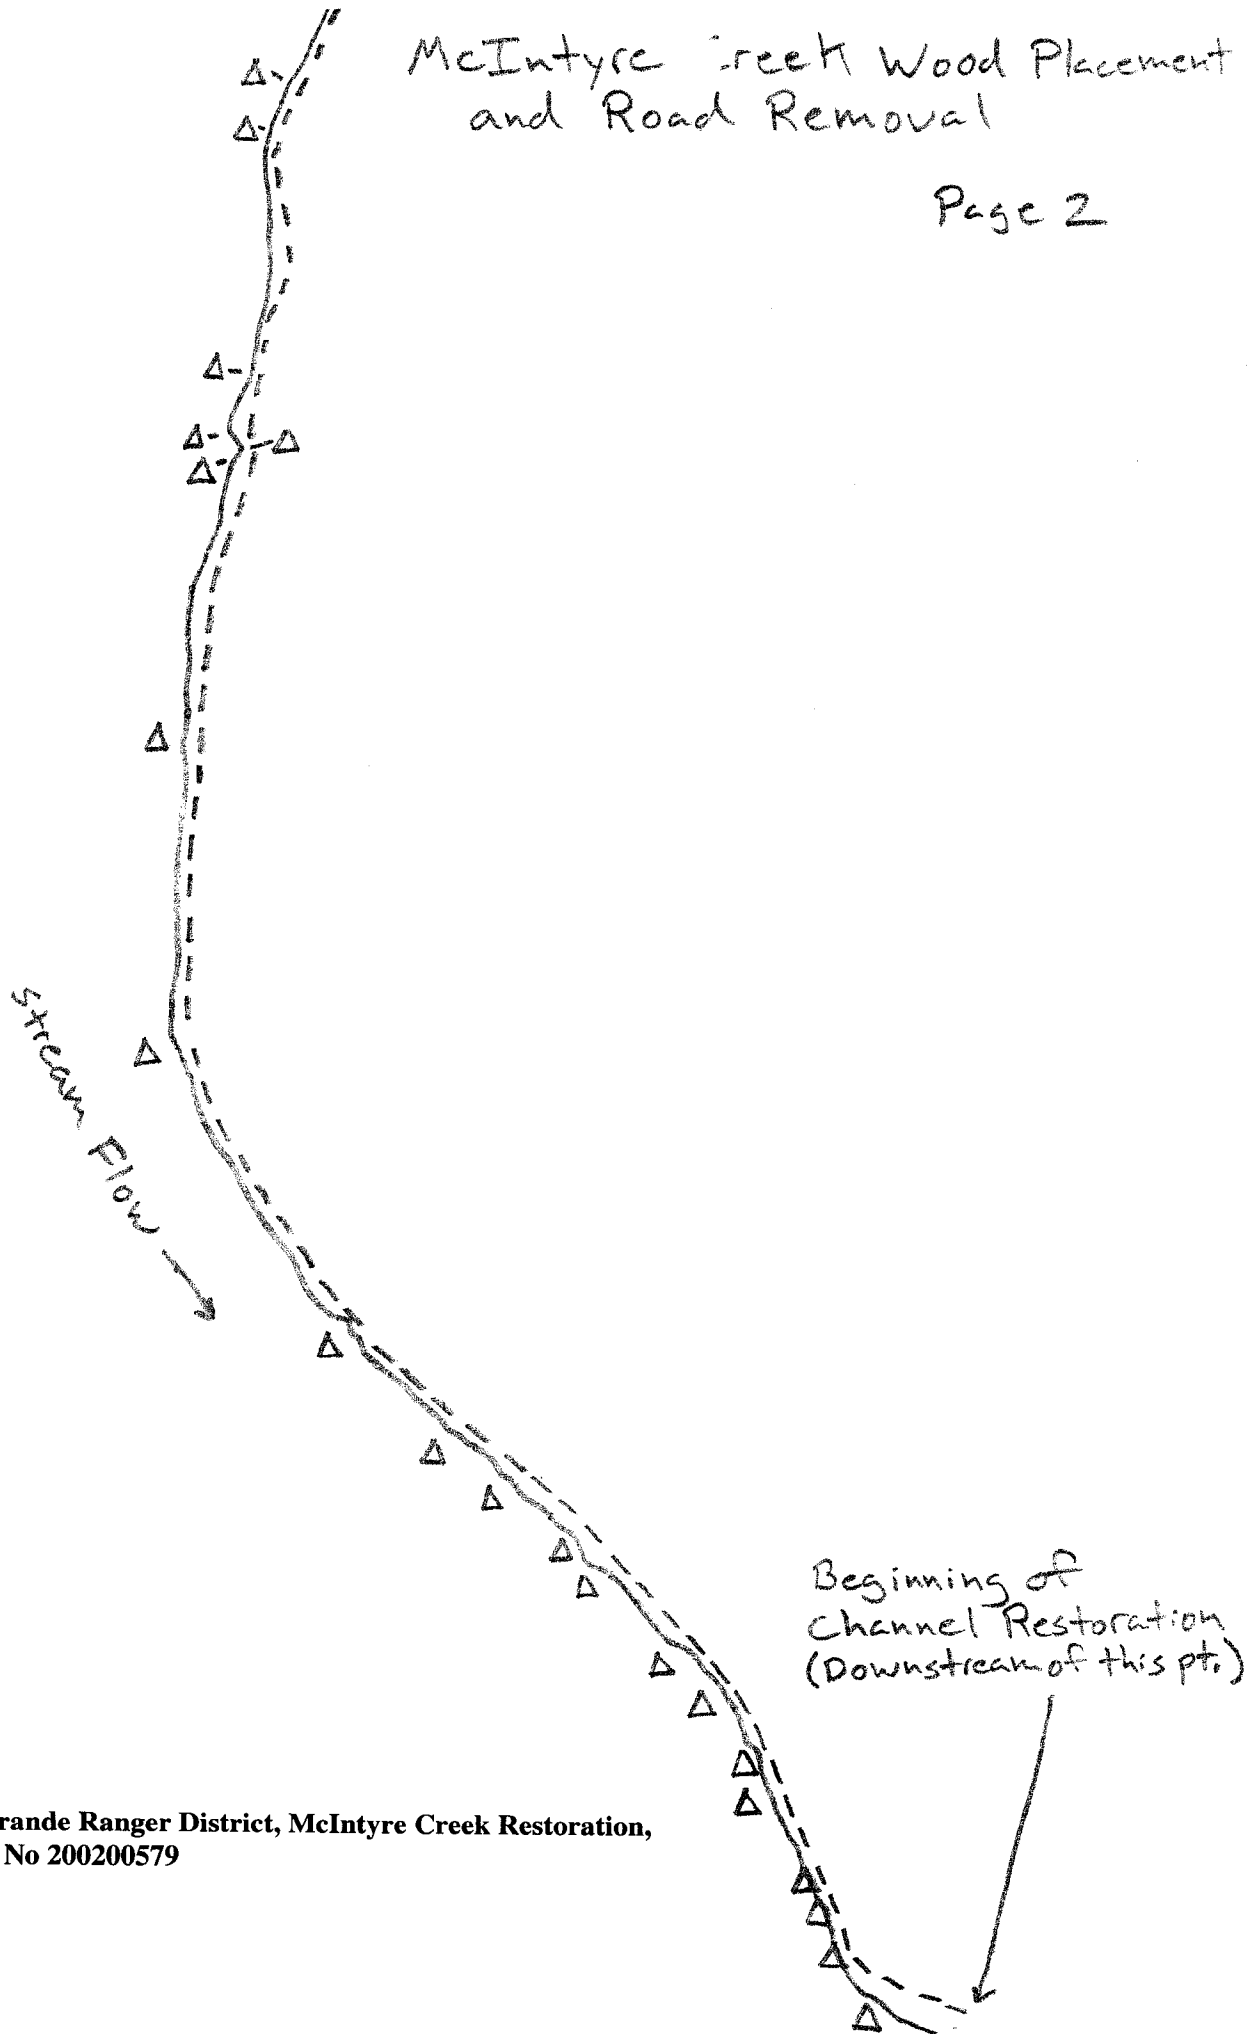 McIntyre :reek Wood Placement
and Road Removal
Page 2
Stream Flow
Beginning of
Channel Restoration
(Downstream of this pt.)
rande Ranger District, McIntyre Creek Restoration,
No 200200579